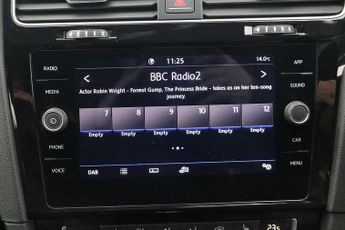 11:25
14.0°C
RADIO
APP
BBC Radio2
MEDIA
SOUND
Actor Robin Wright - Forrest Gump, The Princess Bride - takes us on her ten-song
journey.
7 8 9 10 11 12
Empty Empty Empty Empty Empty Empty
PHONE
CAR
VOICE
DAB
MENU
23.5